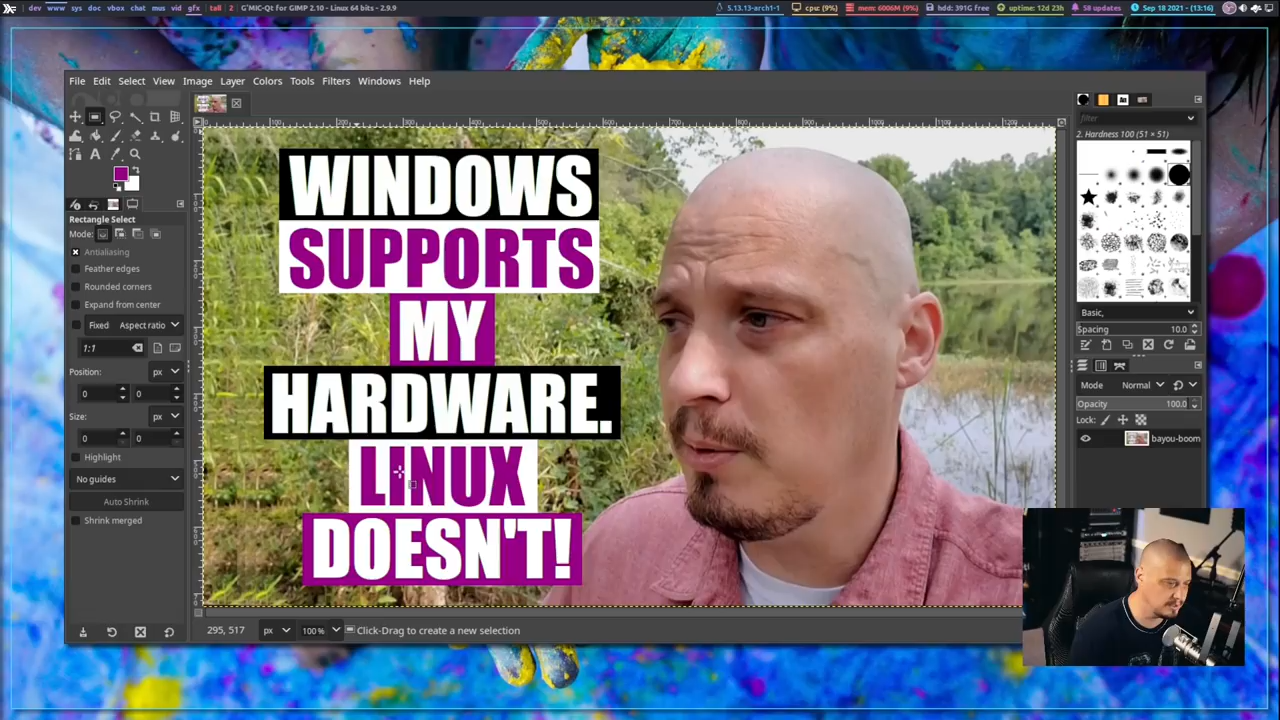 dev www sys doc vbox chat mus vid gfx tall 2 G'MIC-Qt for GIMP 2.10 - Linux 64 bits - 2.9.9 5.13.13-arch1-1 cpu: (9%) mem: 6006M (9%) hdd: 391G free uptime: 12d 23h 58 updates Sep 18 2021 - (13:16)
File Edit Select View Image Layer Colors Tools Filters Windows Help
filter
2. Hardness 100 (51 × 51)
WINDOWS
SUPPORTS
MY
HARDWARE.
LINUX
DOESN'T!
Rectangle Select
Mode:
Antialiasing
Feather edges
Rounded corners
Expand from center
Fixed Aspect ratio
1:1
Position: px
0 0
Size: px
0 0
Highlight
No guides
Auto Shrink
Shrink merged
Basic,
Spacing 10.0
Mode Normal
Opacity 100.0
Lock:
bayou-boom
295, 517 px 100% Click-Drag to create a new selection